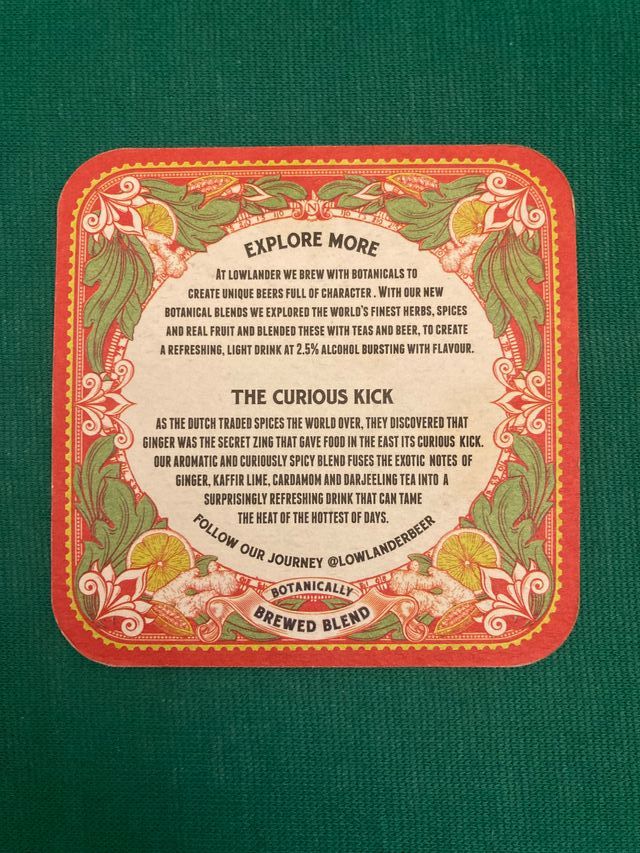 EXPLORE MORE
AT LOWLANDER WE BREW WITH BOTANICALS TO
CREATE UNIQUE BEERS FULL OF CHARACTER. WITH OUR NEW
BOTANICAL BLENDS WE EXPLORED THE WORLD'S FINEST HERBS, SPICES
AND REAL FRUIT AND BLENDED THESE WITH TEAS AND BEER, TO CREATE
A REFRESHING, LIGHT DRINK AT 2.5% ALCOHOL BURSTING WITH FLAVOUR.
THE CURIOUS KICK
AS THE DUTCH TRADED SPICES THE WORLD OVER, THEY DISCOVERED THAT
GINGER WAS THE SECRET ZING THAT GAVE FOOD IN THE EAST ITS CURIOUS KICK.
OUR AROMATIC AND CURIOUSLY SPICY BLEND FUSES THE EXOTIC NOTES OF
GINGER, KAFFIR LIME, CARDAMOM AND DARJEELING TEA INTO A
SURPRISINGLY REFRESHING DRINK THAT CAN TAME
THE HEAT OF THE HOTTEST OF DAYS.
FOLLOW OUR JOURNEY @LOWLANDERBEER
BOTANICALLY
BREWED BLEND